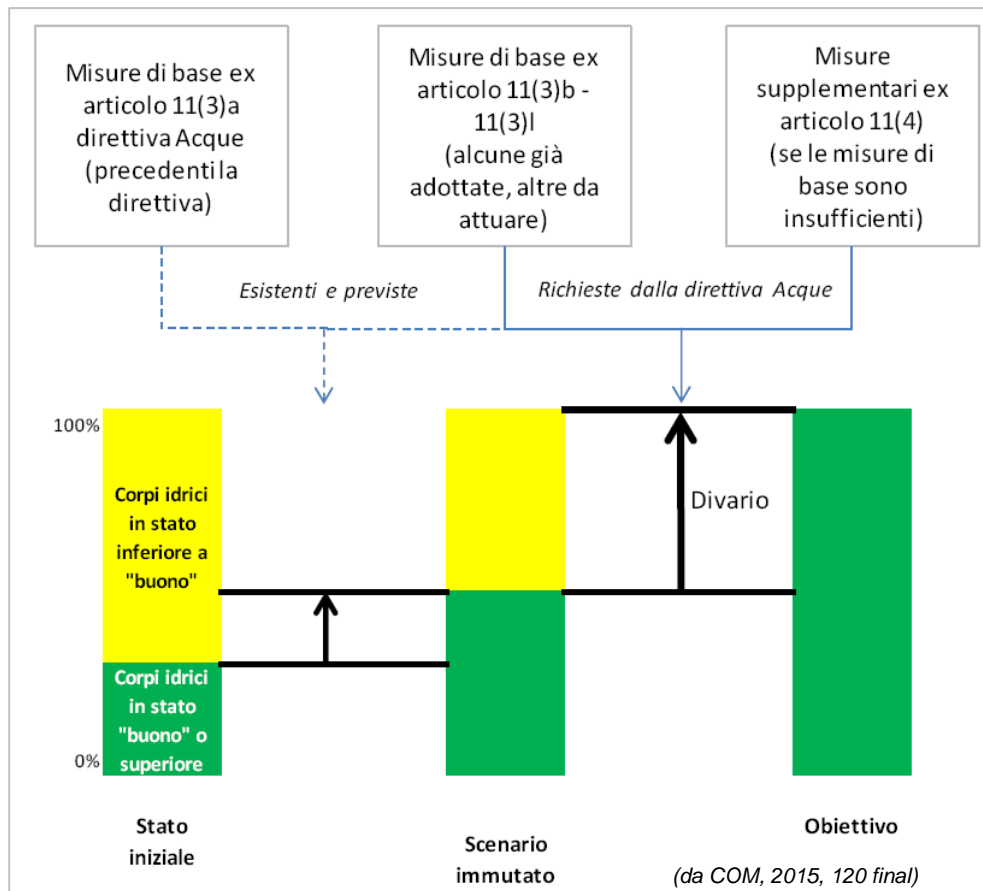 Misure di base ex
articolo 11(3)a
direttiva Acque
(precedenti la
direttiva)
Misure di base ex
articolo 11(3)b -
11(3)l
(alcune già
adottate, altre da
attuare)
Misure
supplementari ex
articolo 11(4)
(se le misure di
base sono
insufficienti)
Esistenti e previste
Richieste dalla direttiva Acque
100%
Corpi idrici
in stato
inferiore a
"buono"
Divario
Corpi idrici
in stato
"buono" o
superiore
0%
Stato
iniziale
Scenario
immutato
Obiettivo
(da COM, 2015, 120 final)